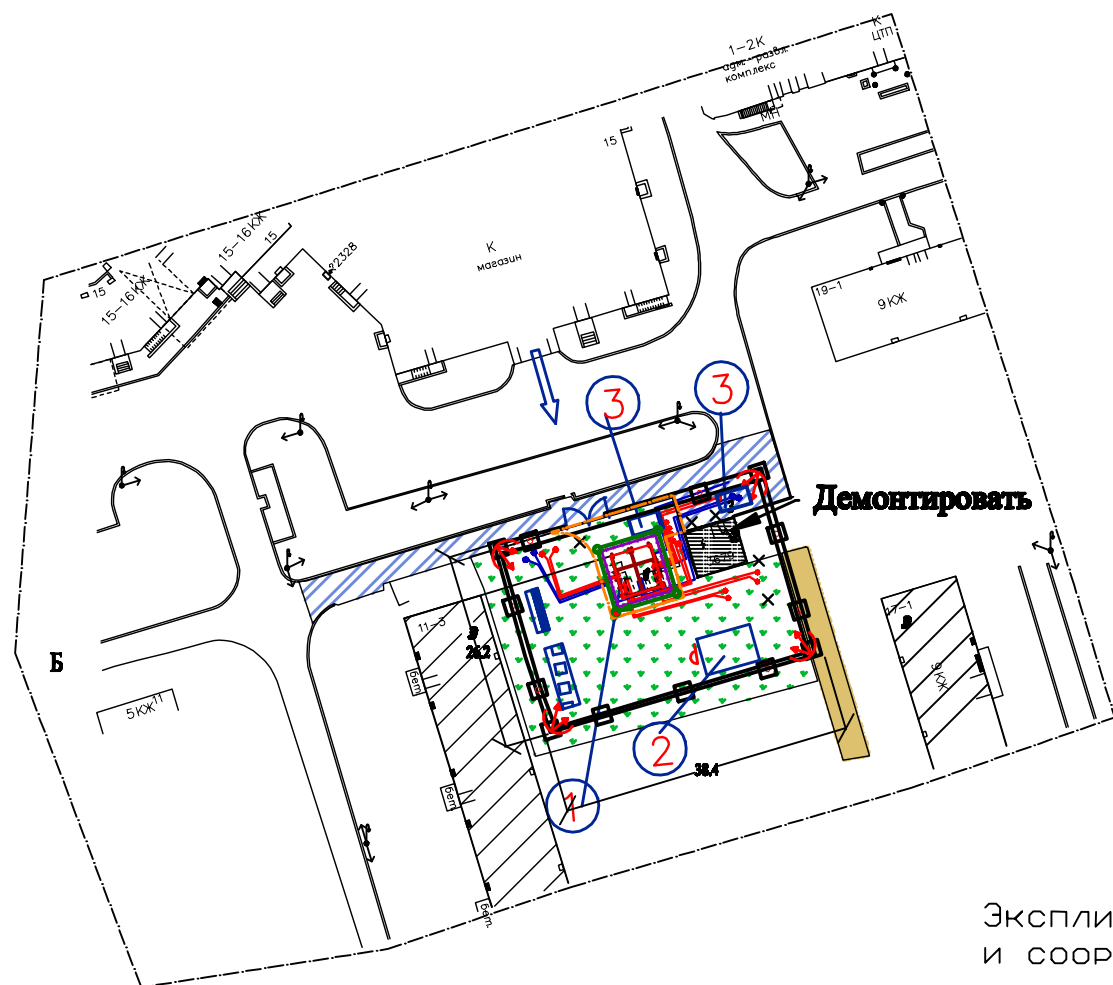 К
ЦТП
1-2К
адм.-развл.
комплекс
МН
15
15-16КЖ
15
22328
К
магазин
15-16КЖ
15
19-1
9КЖ
3
3
Демонтировать
11-3
26.2
17-1
9КЖ
Б
бет.
5КЖ
11
2
38.4
бет.
1
бет.
Экспли
и соор